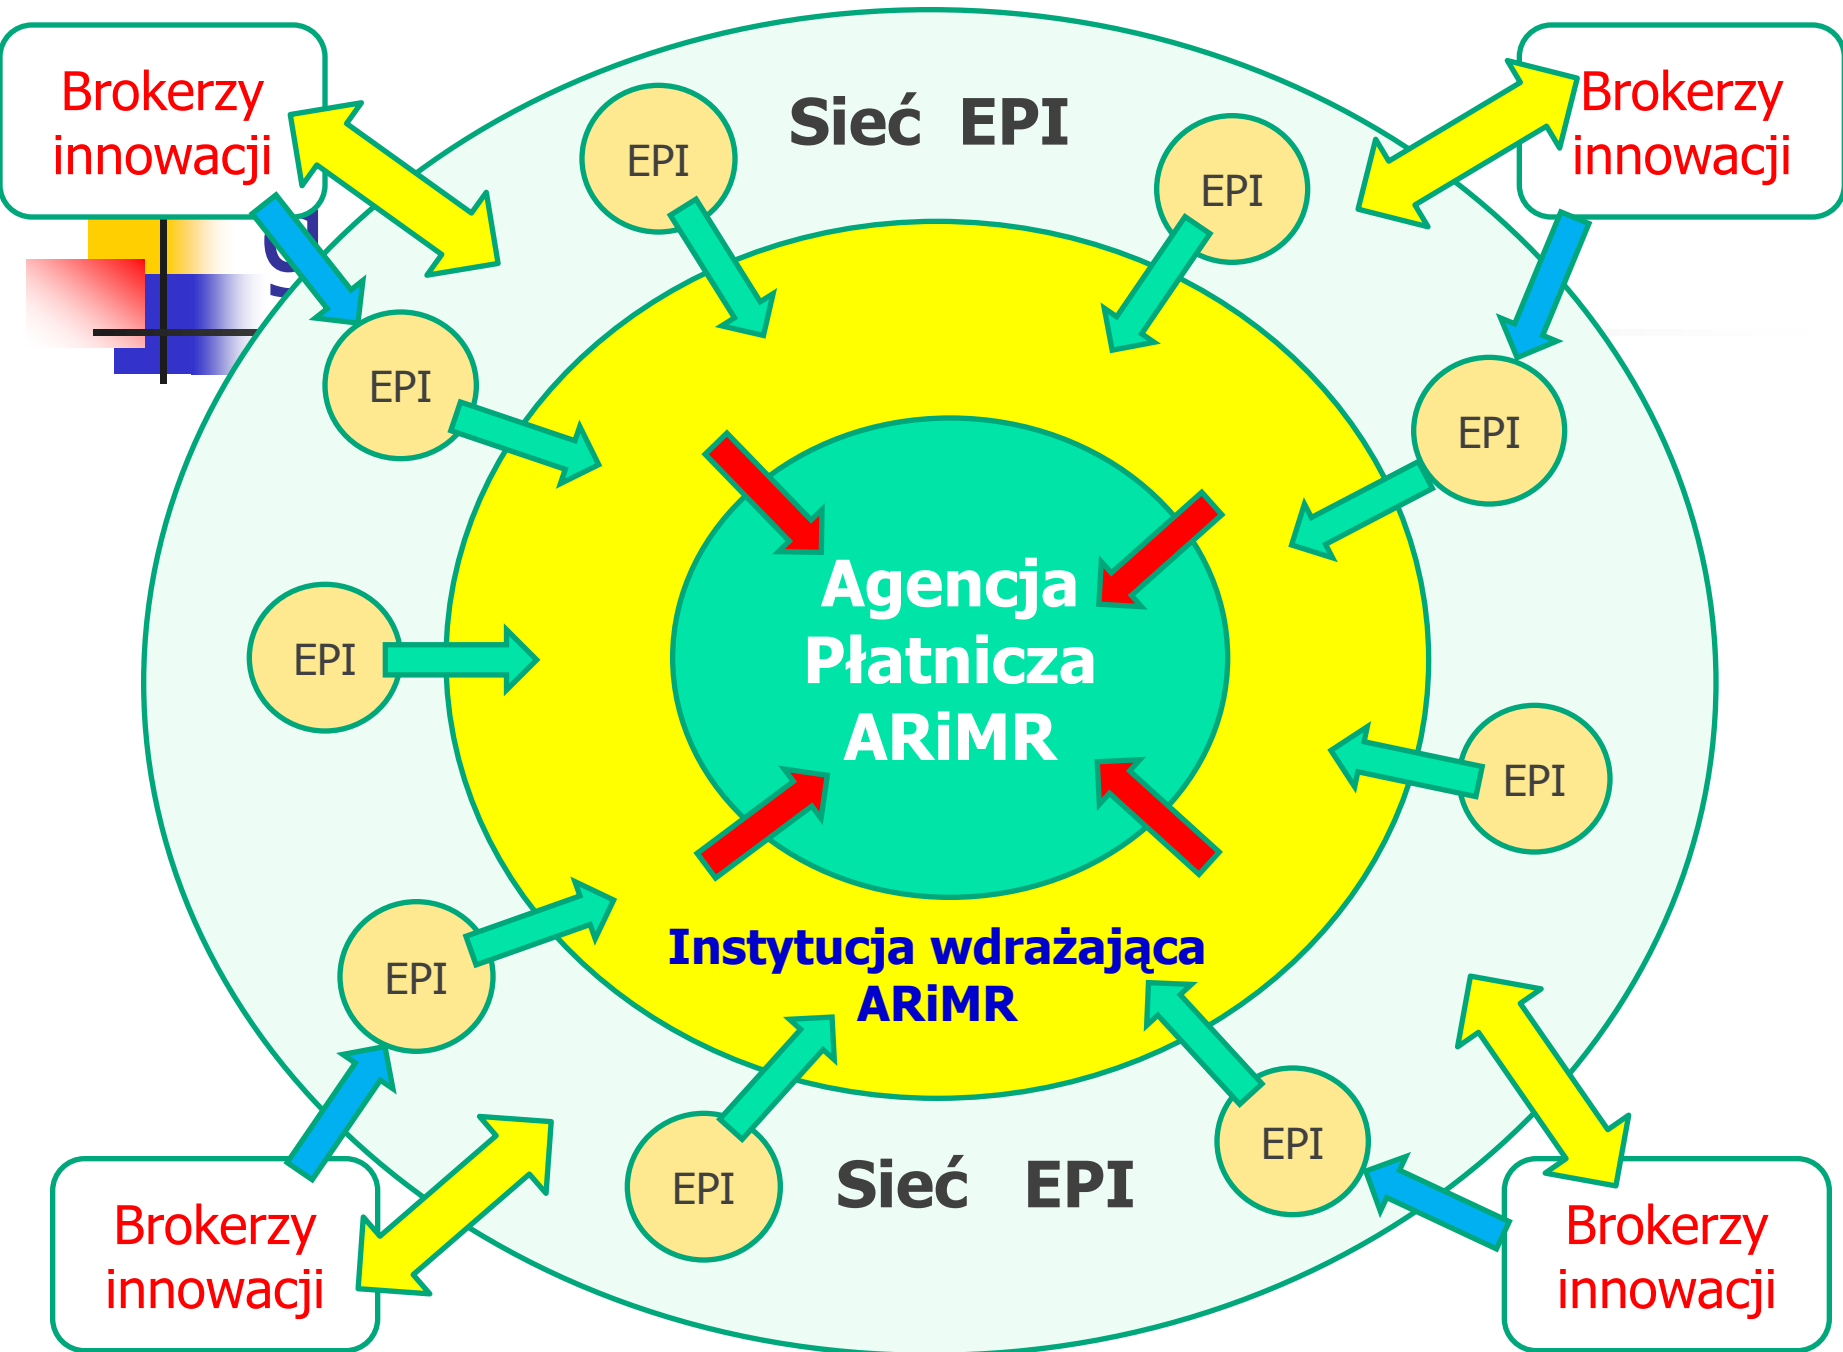 Brokerzy
innowacji
Sieć EPI
Brokerzy
innowacji
EPI
EPI
EPI
EPI
Agencja
Płatnicza
ARiMR
EPI
EPI
Instytucja wdrażająca
ARiMR
EPI
EPI
EPI
Sieć EPI
Brokerzy
innowacji
Brokerzy
innowacji